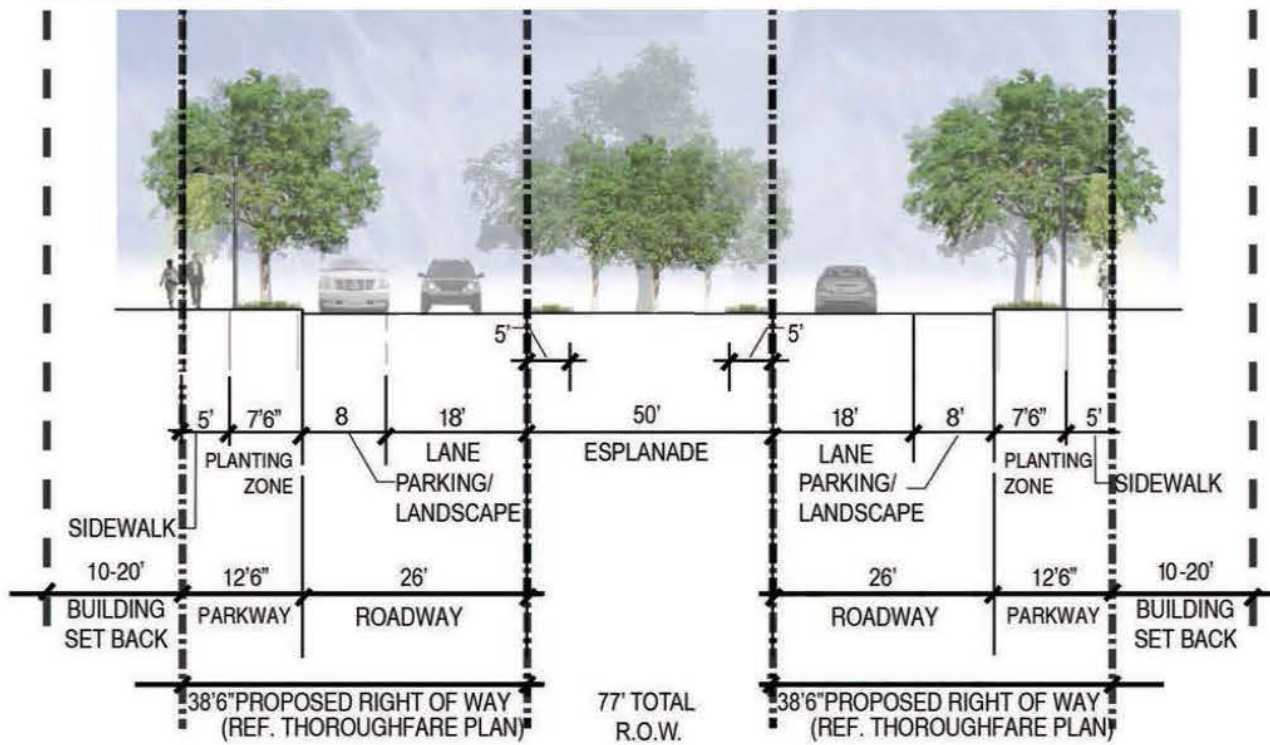 5' 5'
5' 7'6" 8 18' 50' 18' 8' 7'6" 5'
PLANTING
ZONE
LANE
PARKING/
LANDSCAPE
ESPLANADE
LANE
PARKING/
LANDSCAPE
PLANTING
ZONE
SIDEWALK
SIDEWALK
10-20' 12'6" 26' 26' 12'6" 10-20'
BUILDING
SET BACK
PARKWAY
ROADWAY
ROADWAY
PARKWAY
BUILDING
SET BACK
38'6"PROPOSED RIGHT OF WAY
(REF. THOROUGHFARE PLAN)
77' TOTAL
R.O.W.
38'6"PROPOSED RIGHT OF WAY
(REF. THOROUGHFARE PLAN)